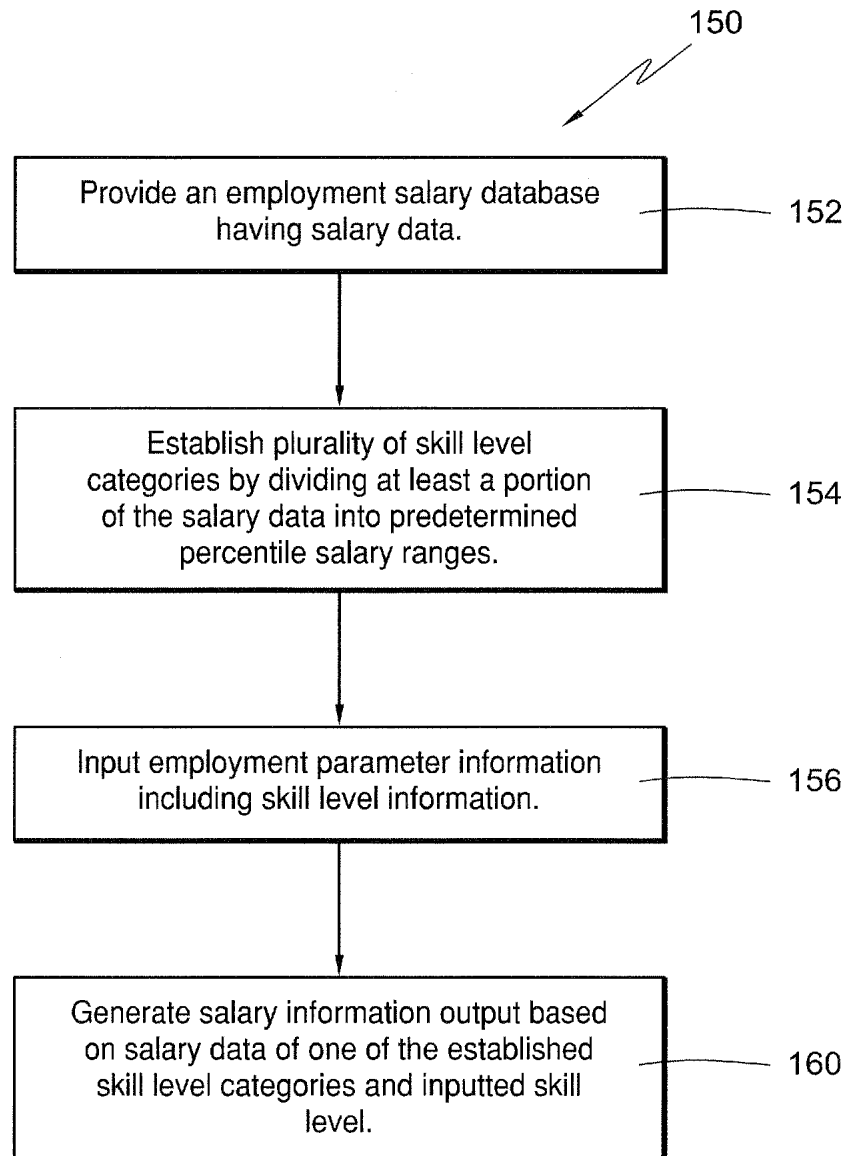 150
Provide an employment salary database
having salary data.
152
Establish plurality of skill level
categories by dividing at least a portion
of the salary data into predetermined
percentile salary ranges.
154
Input employment parameter information
including skill level information.
156
Generate salary information output based
on salary data of one of the established
skill level categories and inputted skill
level.
160